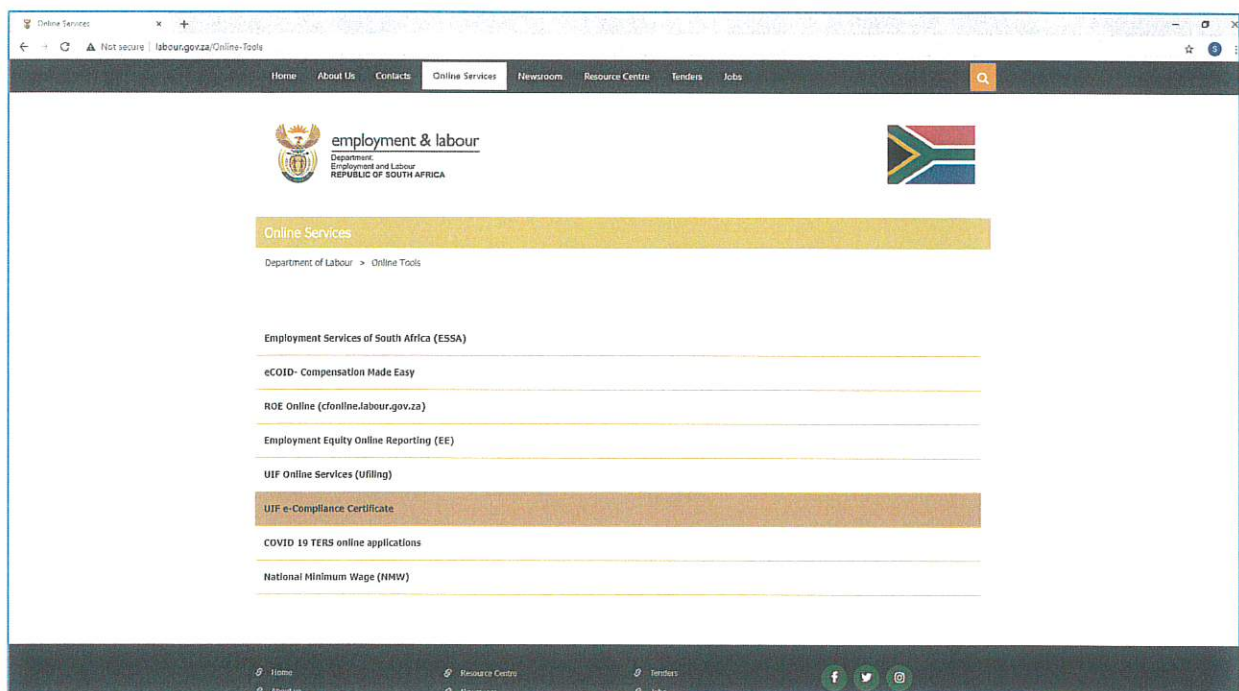 Online Services
Not secure | labour.gov.za/Online-Tools
S
Home About Us Contacts Online Services Newsroom Resource Centre Tenders Jobs
employment & labour
Department:
Employment and Labour
REPUBLIC OF SOUTH AFRICA
Online Services
Department of Labour > Online Tools
Employment Services of South Africa (ESSA)
eCOID- Compensation Made Easy
ROE Online (cfonline.labour.gov.za)
Employment Equity Online Reporting (EE)
UIF Online Services (Ufiling)
UIF e-Compliance Certificate
COVID 19 TERS online applications
National Minimum Wage (NMW)
Home Resource Centre Tenders